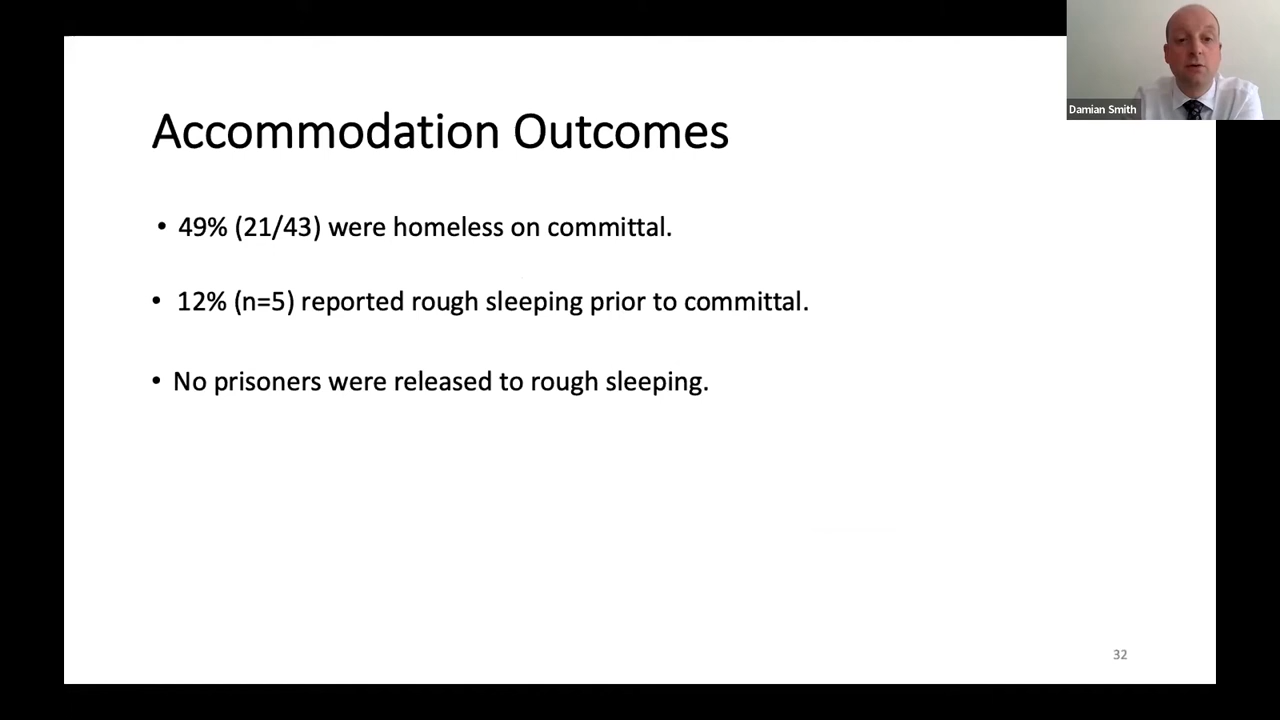 Damian Smith
Accommodation Outcomes
• 49% (21/43) were homeless on committal.
• 12% (n=5) reported rough sleeping prior to committal.
• No prisoners were released to rough sleeping.
32